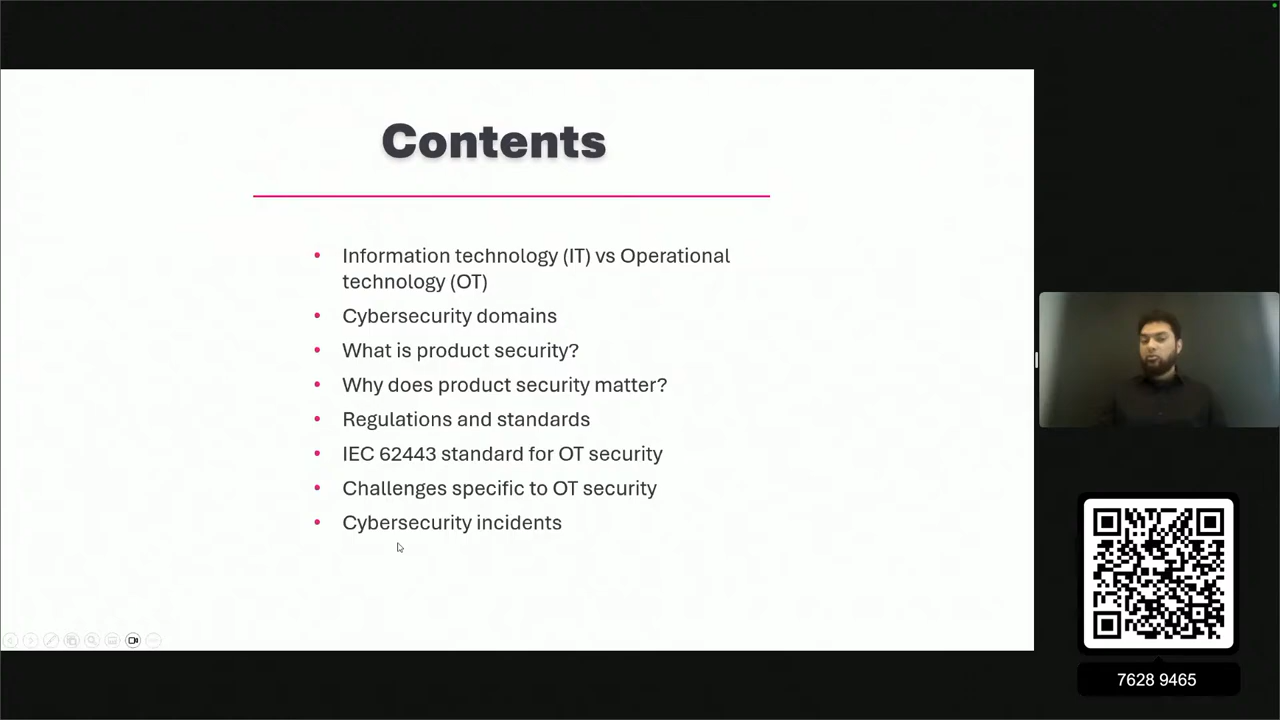 Contents
Information technology (IT) vs Operational
technology (OT)
Cybersecurity domains
What is product security?
Why does product security matter?
Regulations and standards
IEC 62443 standard for OT security
Challenges specific to OT security
Cybersecurity incidents
7628 9465